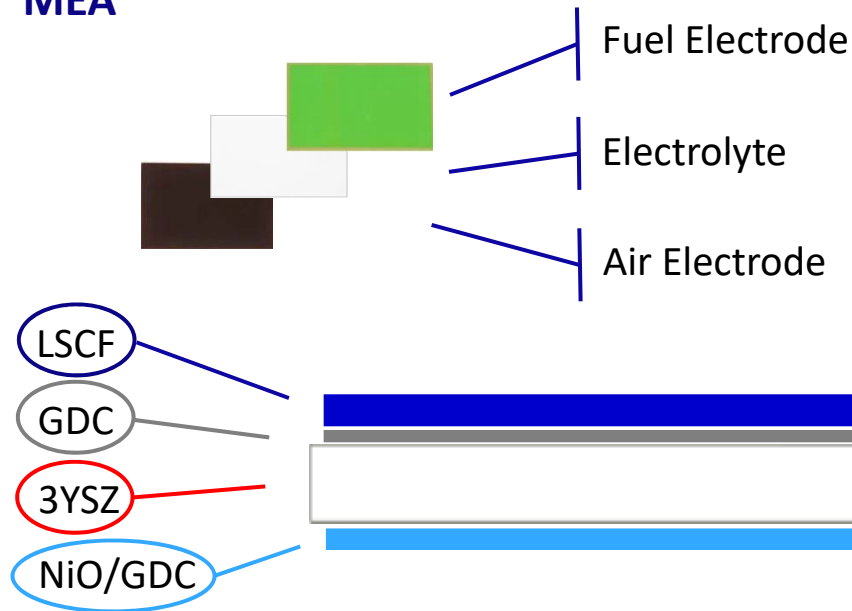 MEA
Fuel Electrode
Electrolyte
Air Electrode
LSCF
GDC
3YSZ
NiO/GDC